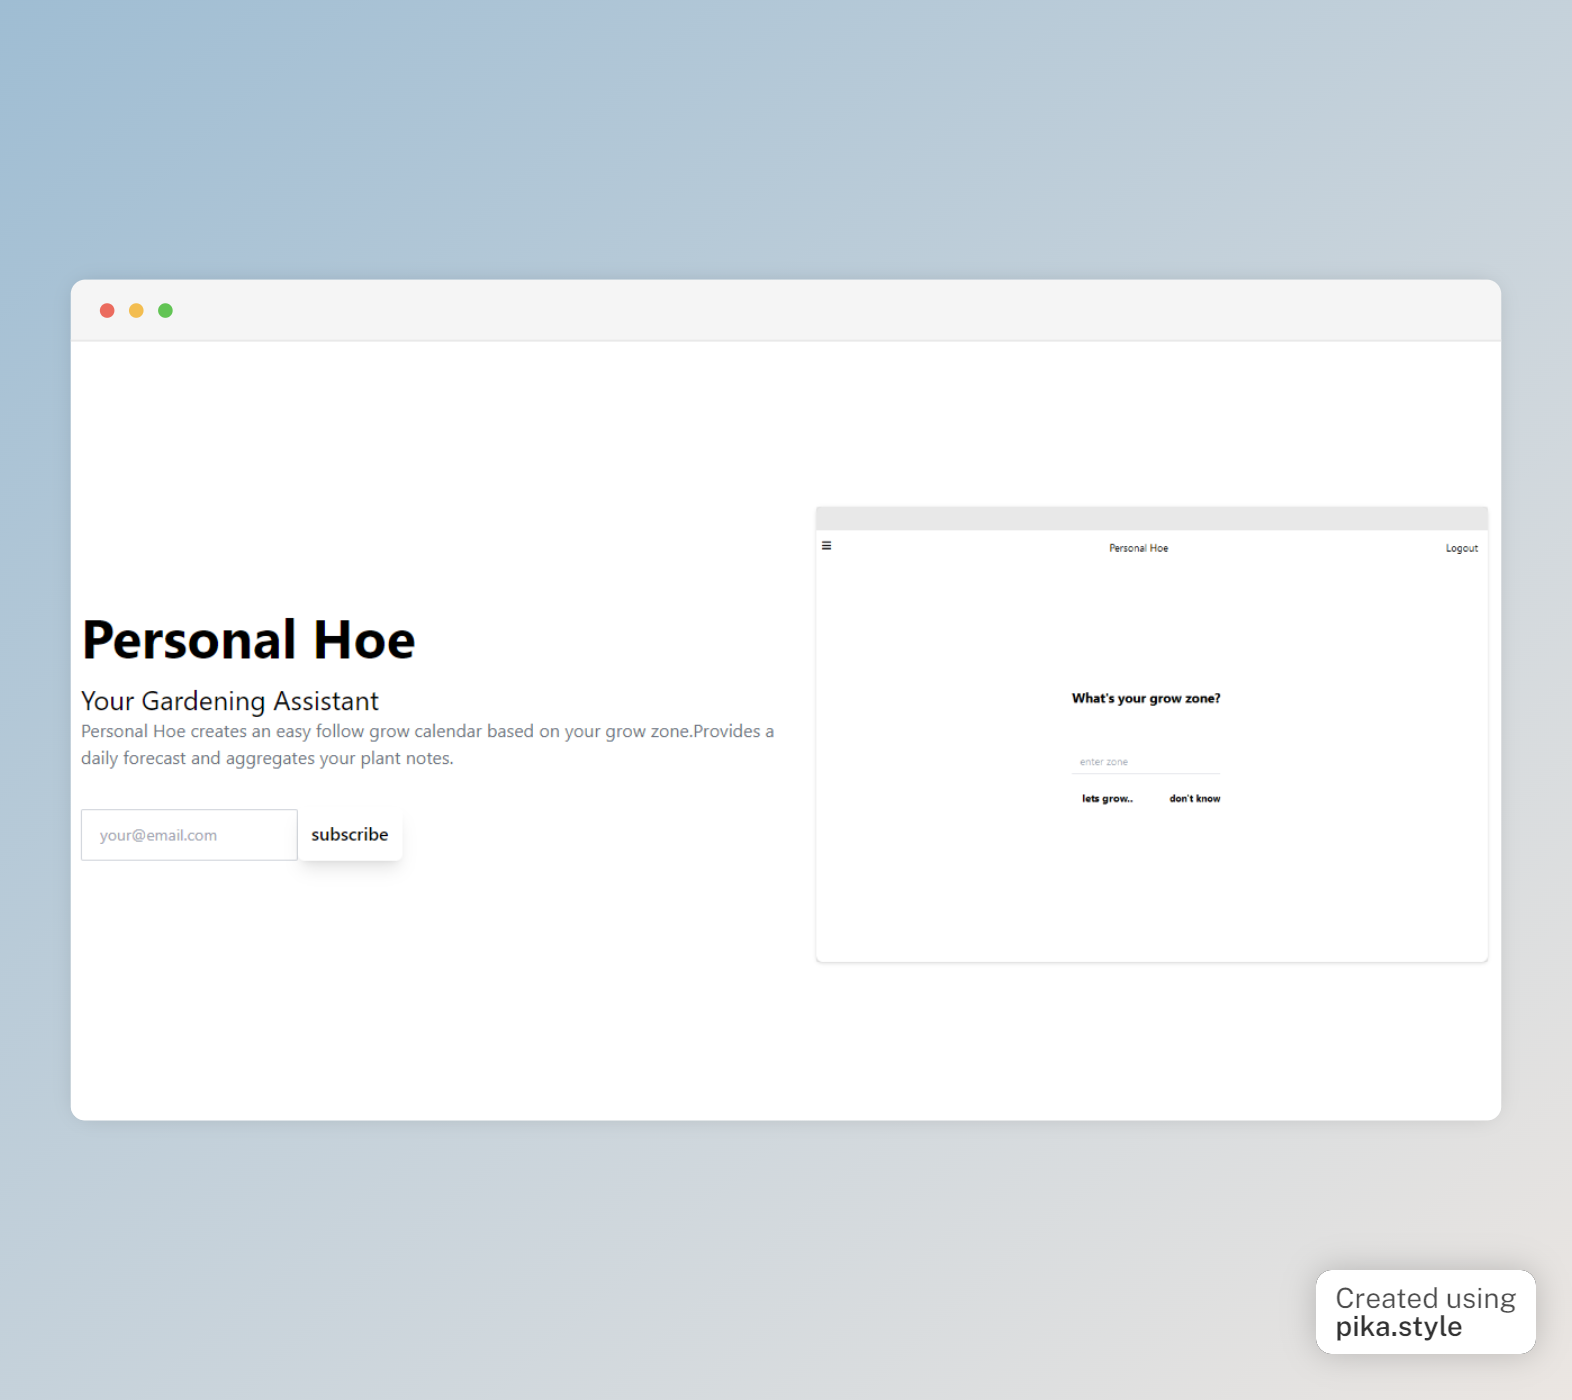 Personal Hoe
Your Gardening Assistant
Personal Hoe creates an easy follow grow calendar based on your grow zone.Provides a
daily forecast and aggregates your plant notes.
your@email.com
subscribe
Personal Hoe
Logout
What's your grow zone?
enter zone
lets grow..
don't know
Created using
pika.style